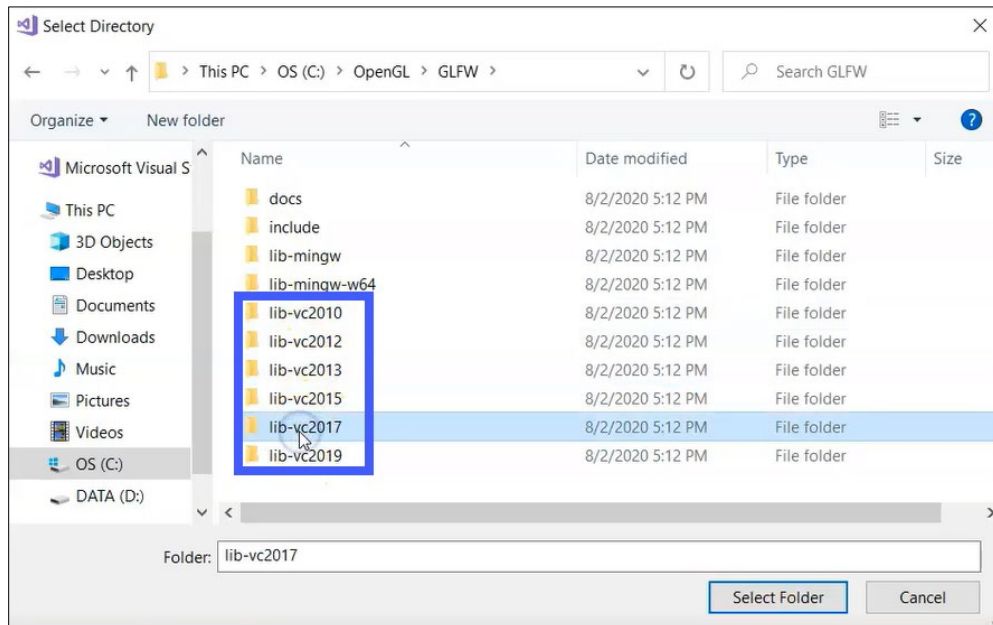 Select Directory
This PC > OS (C:) > OpenGL > GLFW >
Search GLFW
Organize
New folder
?
Name Date modified Type Size
Microsoft Visual S
This PC
3D Objects
Desktop
Documents
Downloads
Music
Pictures
Videos
OS (C:)
DATA (D:)
docs 8/2/2020 5:12 PM File folder
include 8/2/2020 5:12 PM File folder
lib-mingw 8/2/2020 5:12 PM File folder
lib-mingw-w64 8/2/2020 5:12 PM File folder
lib-vc2010 8/2/2020 5:12 PM File folder
lib-vc2012 8/2/2020 5:12 PM File folder
lib-vc2013 8/2/2020 5:12 PM File folder
lib-vc2015 8/2/2020 5:12 PM File folder
lib-vc2017 8/2/2020 5:12 PM File folder
lib-vc2019 8/2/2020 5:12 PM File folder
Folder: lib-vc2017
Select Folder
Cancel